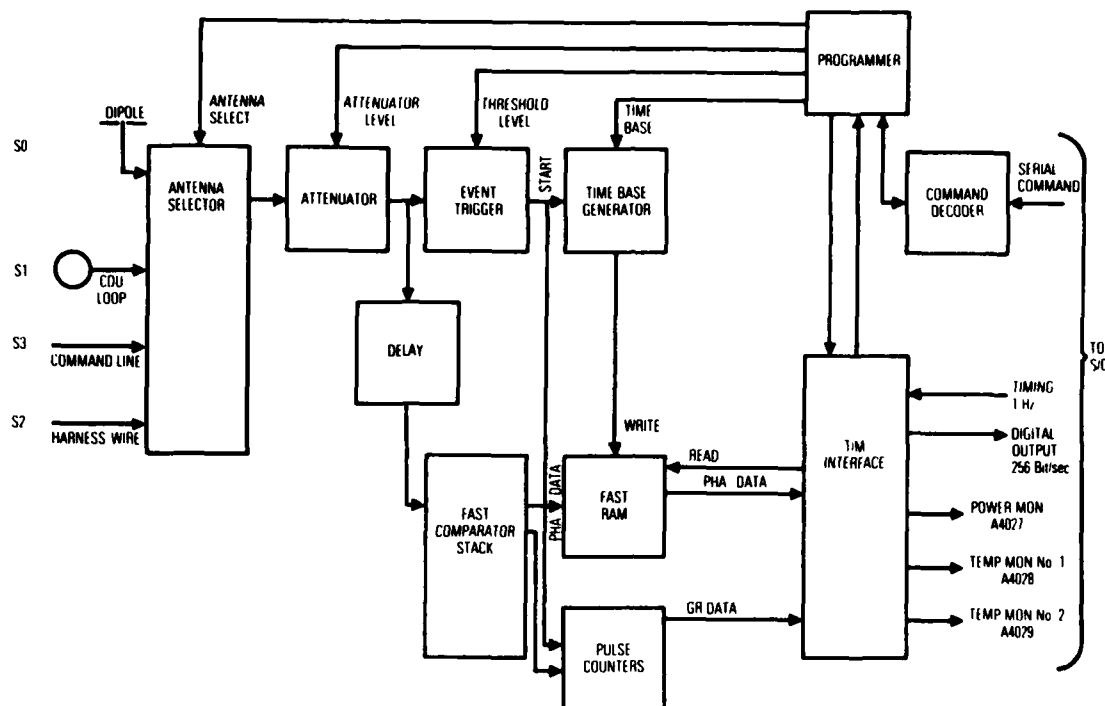 PROGRAMMER
ANTENNA
SELECT
ATTENUATOR
LEVEL
THRESHOLD
LEVEL
TIME
BASE
S0
DIPOLE
ANTENNA
SELECTOR
ATTENUATOR
EVENT
TRIGGER
START
TIME BASE
GENERATOR
COMMAND
DECODER
SERIAL
COMMAND
S1
CDU
LOOP
S3
COMMAND LINE
S2
HARNESS WIRE
DELAY
WRITE
FAST
COMPARATOR
STACK
PHA DATA
FAST
RAM
READ
PHA DATA
T/M
INTERFACE
TIMING
1 Hz
DIGITAL
OUTPUT
256 Bit/sec
POWER MON
A4027
TEMP MON No 1
A4028
TEMP MON No 2
A4029
TO
S/C
PULSE
COUNTERS
GR DATA